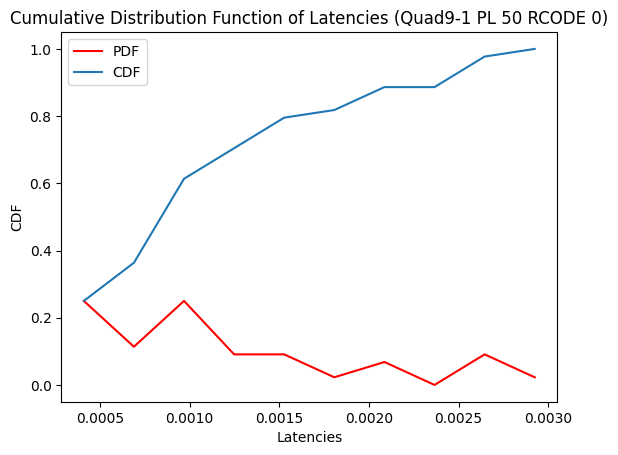 Cumulative Distribution Function of Latencies (Quad9-1 PL 50 RCODE 0)
PDF
CDF
1.0
0.8
0.6
0.4
0.2
0.0
CDF
0.0005 0.0010 0.0015 0.0020 0.0025 0.0030
Latencies